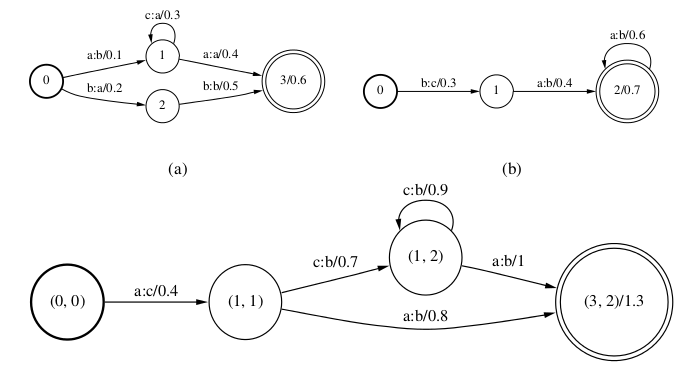 c:a/0.3
a:b/0.1
1
a:a/0.4
0
3/0.6
b:a/0.2
2
b:b/0.5
(a)
a:b/0.6
0
b:c/0.3
1
a:b/0.4
2/0.7
(b)
c:b/0.9
c:b/0.7
(1, 2)
a:b/1
(0, 0)
a:c/0.4
(1, 1)
a:b/0.8
(3, 2)/1.3